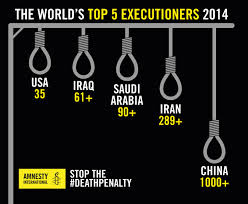 THE WORLD'S TOP 5 EXECUTIONERS 2014
USA
35
IRAQ
61+
SAUDI
ARABIA
90+
IRAN
289+
CHINA
1000+
AMNESTY
INTERNATIONAL
STOP THE
#DEATHPENALTY